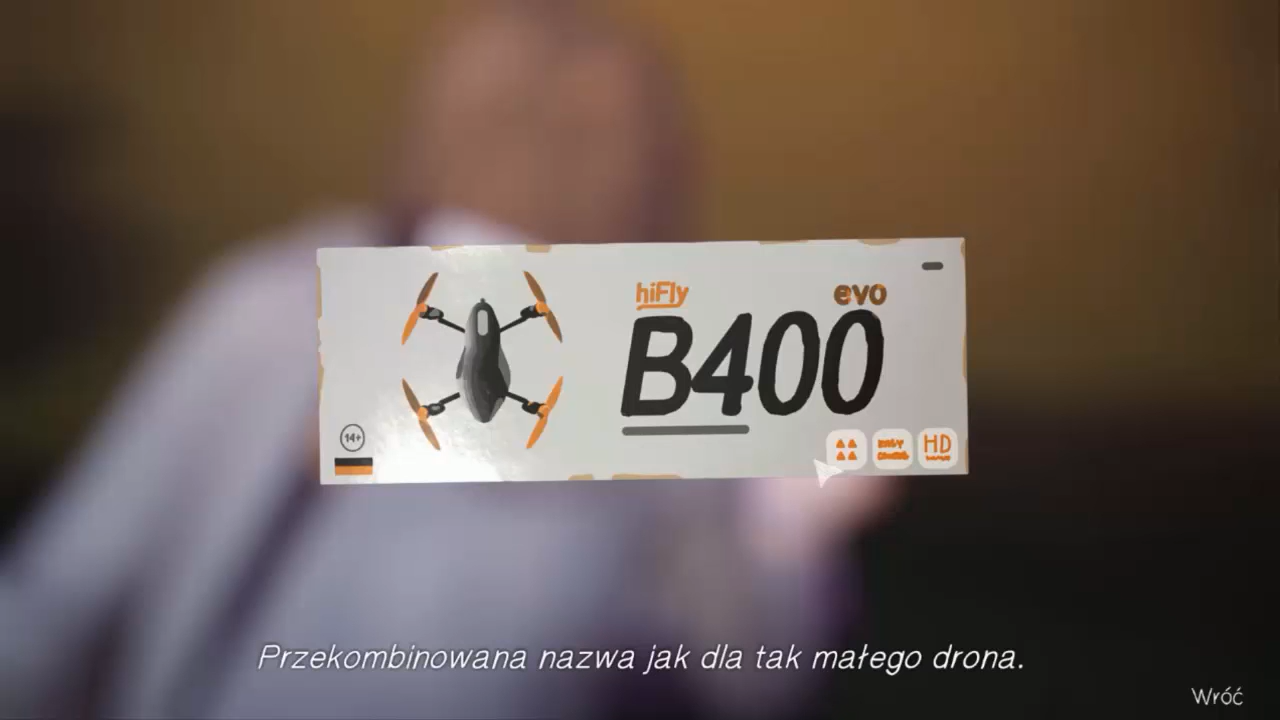 hiFly
evo
B400
14+
HD
Przekombinowana nazwa jak dla tak małego drona.
Wróć